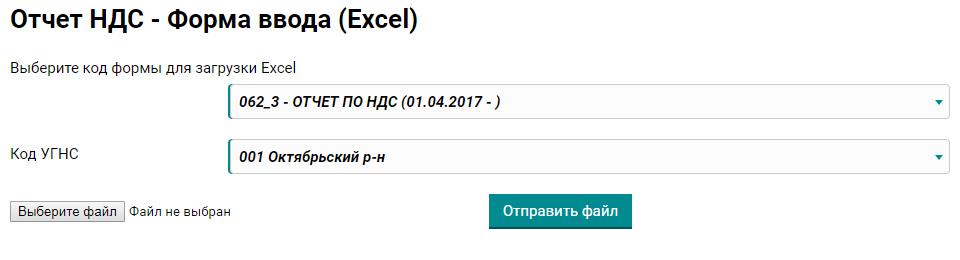 Отчет НДС - Форма ввода (Excel)
Выберите код формы для загрузки Excel
062_3 - ОТЧЕТ ПО НДС (01.04.2017 - )
Код УГНС
001 Октябрьский р-н
Выберите файл Файл не выбран
Отправить файл